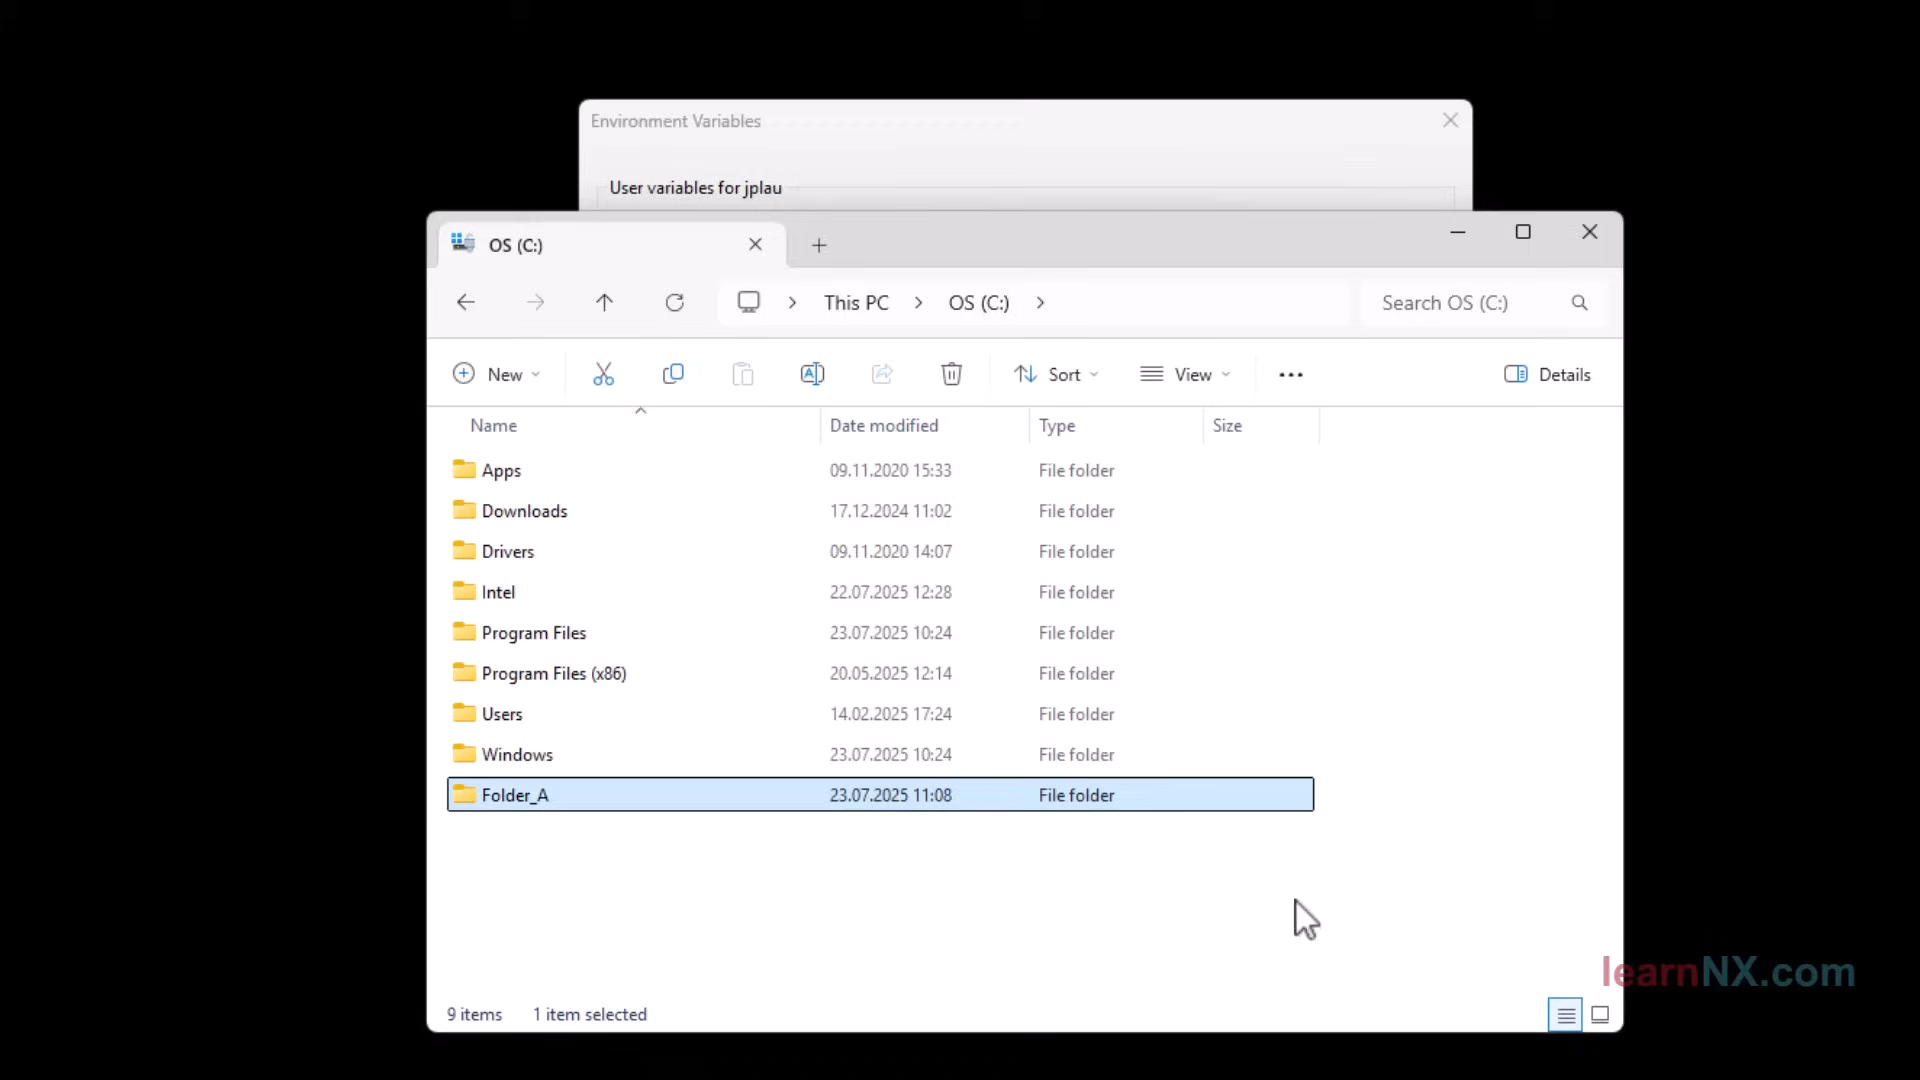 Environment Variables
User variables for jplau
OS (C:)
This PC > OS (C:) >
Search OS (C:)
New
Sort
View
Details
Name Date modified Type Size
Apps 09.11.2020 15:33 File folder
Downloads 17.12.2024 11:02 File folder
Drivers 09.11.2020 14:07 File folder
Intel 22.07.2025 12:28 File folder
Program Files 23.07.2025 10:24 File folder
Program Files (x86) 20.05.2025 12:14 File folder
Users 14.02.2025 17:24 File folder
Windows 23.07.2025 10:24 File folder
Folder_A 23.07.2025 11:08 File folder
learnNX.com
9 items 1 item selected